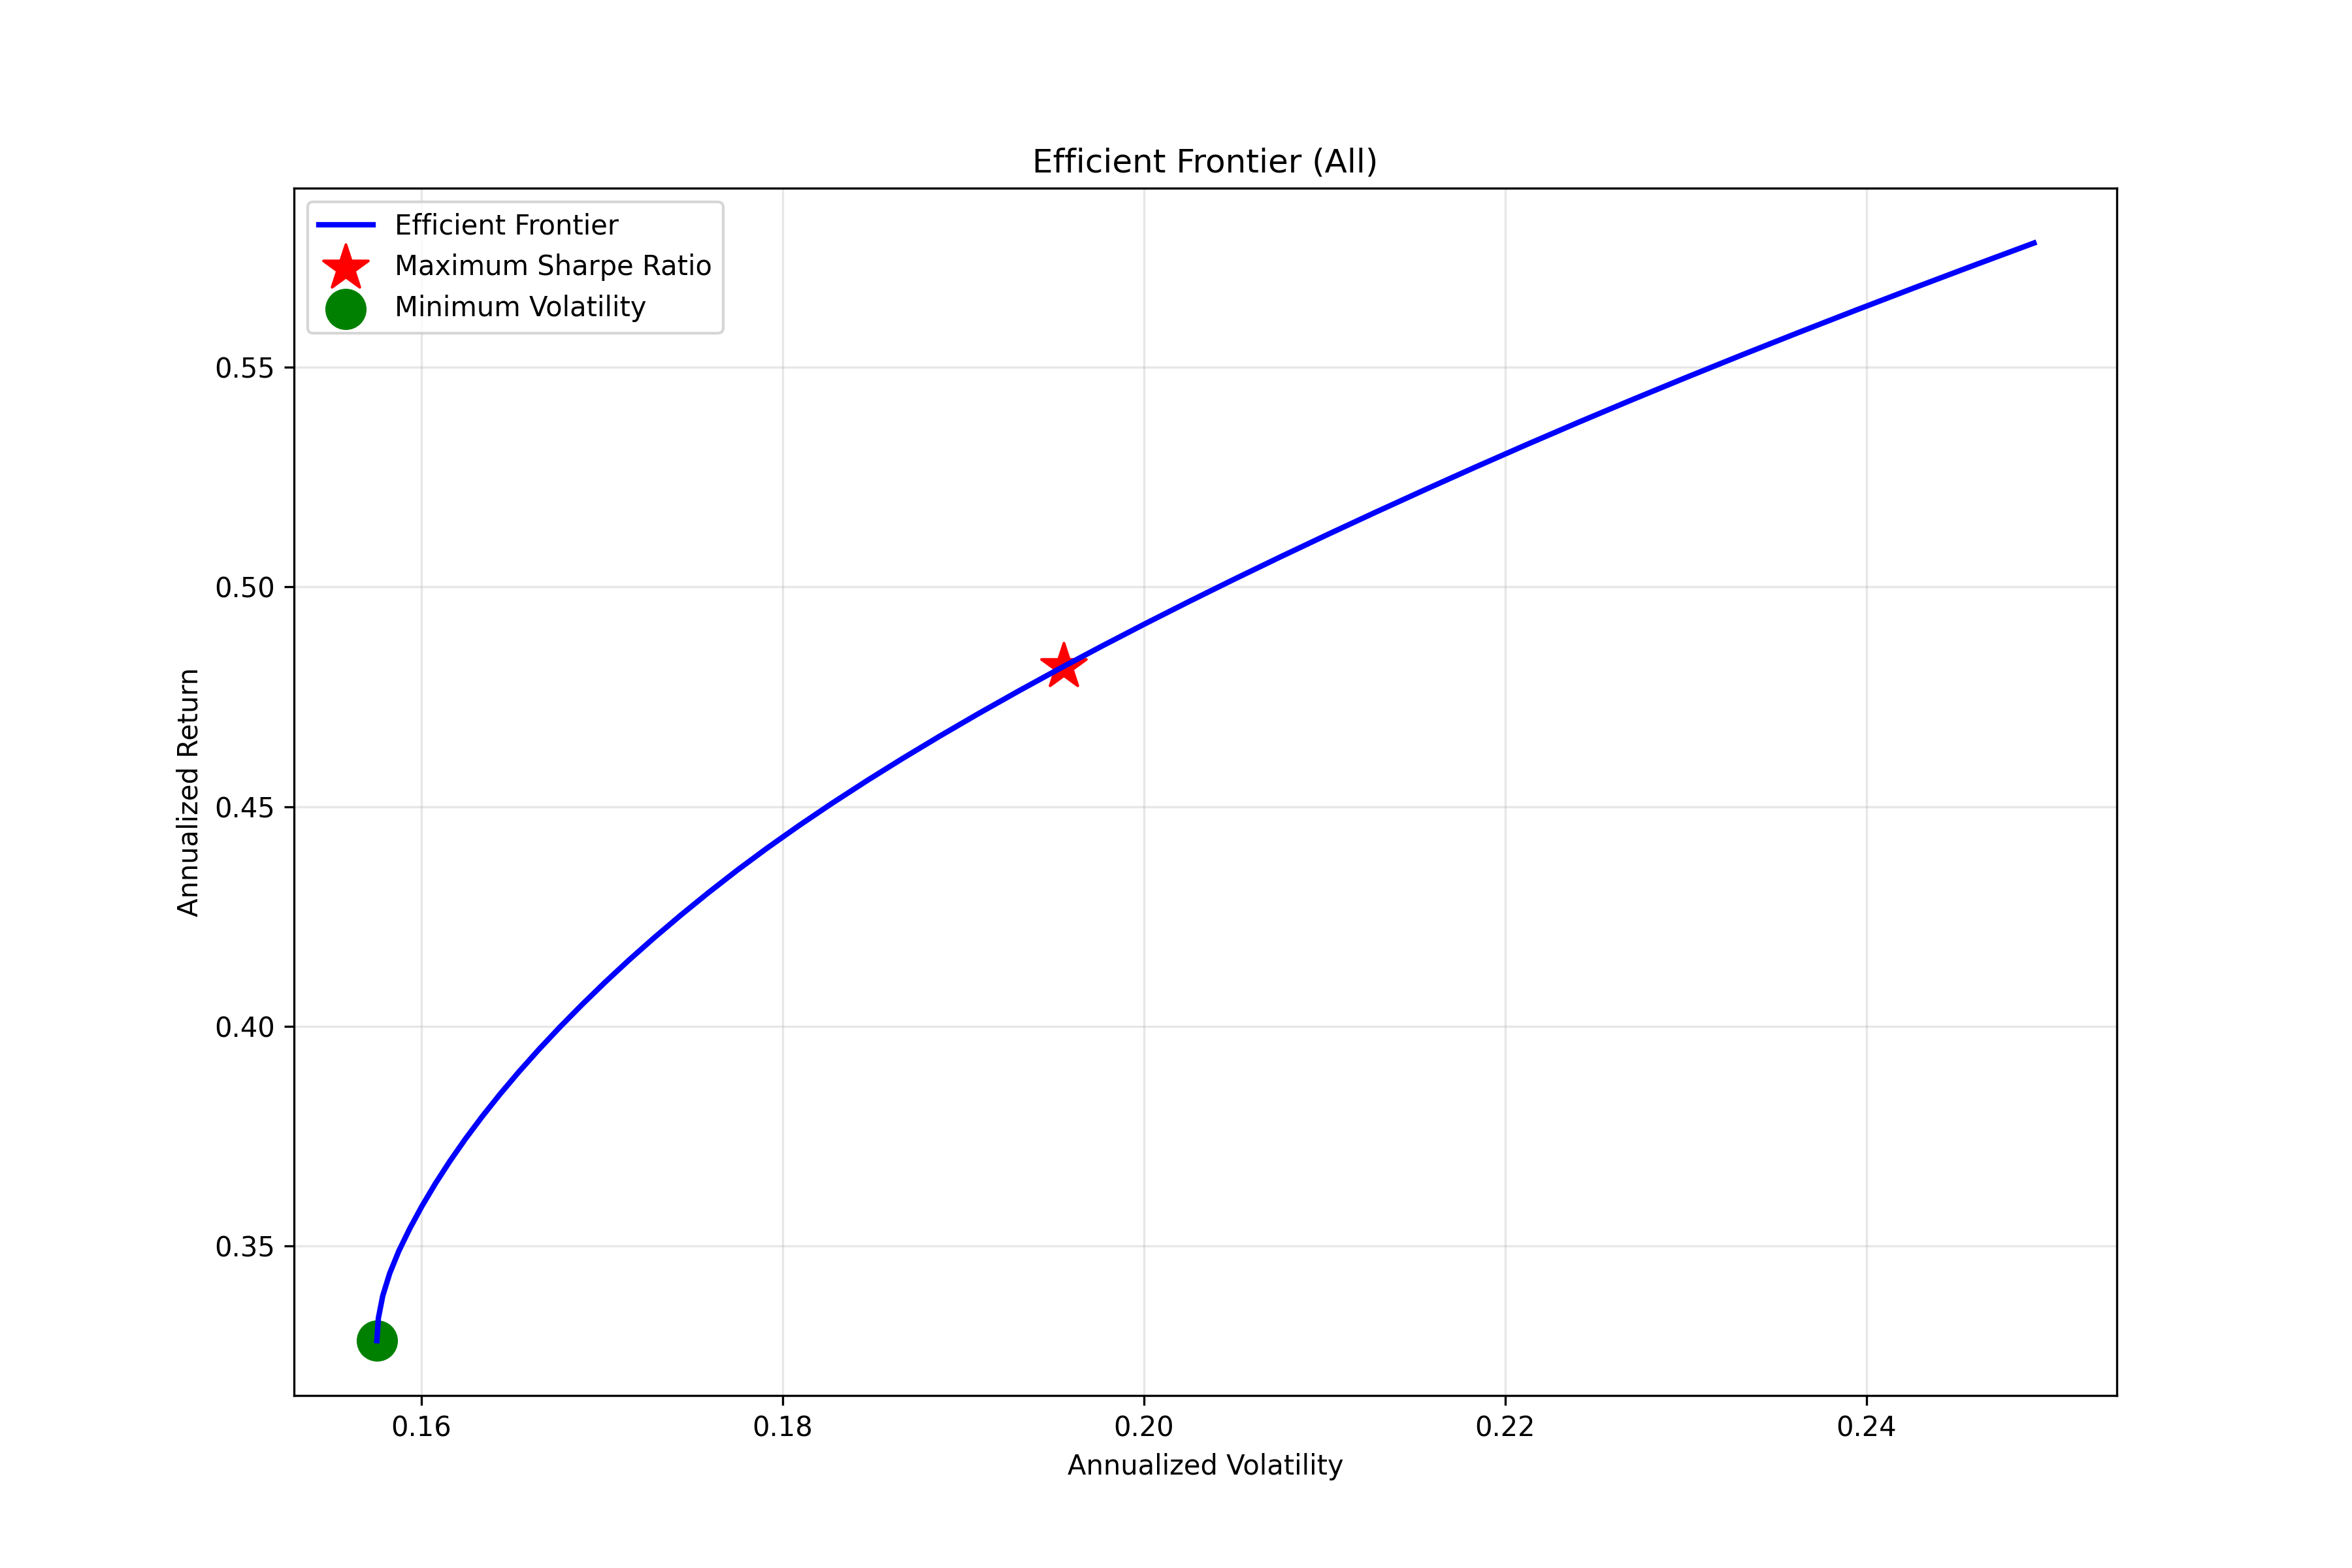 Efficient Frontier (All)
Efficient Frontier
Maximum Sharpe Ratio
Minimum Volatility
0.55
0.50
0.45
0.40
0.35
Annualized Return
0.16
0.18
0.20
0.22
0.24
Annualized Volatility